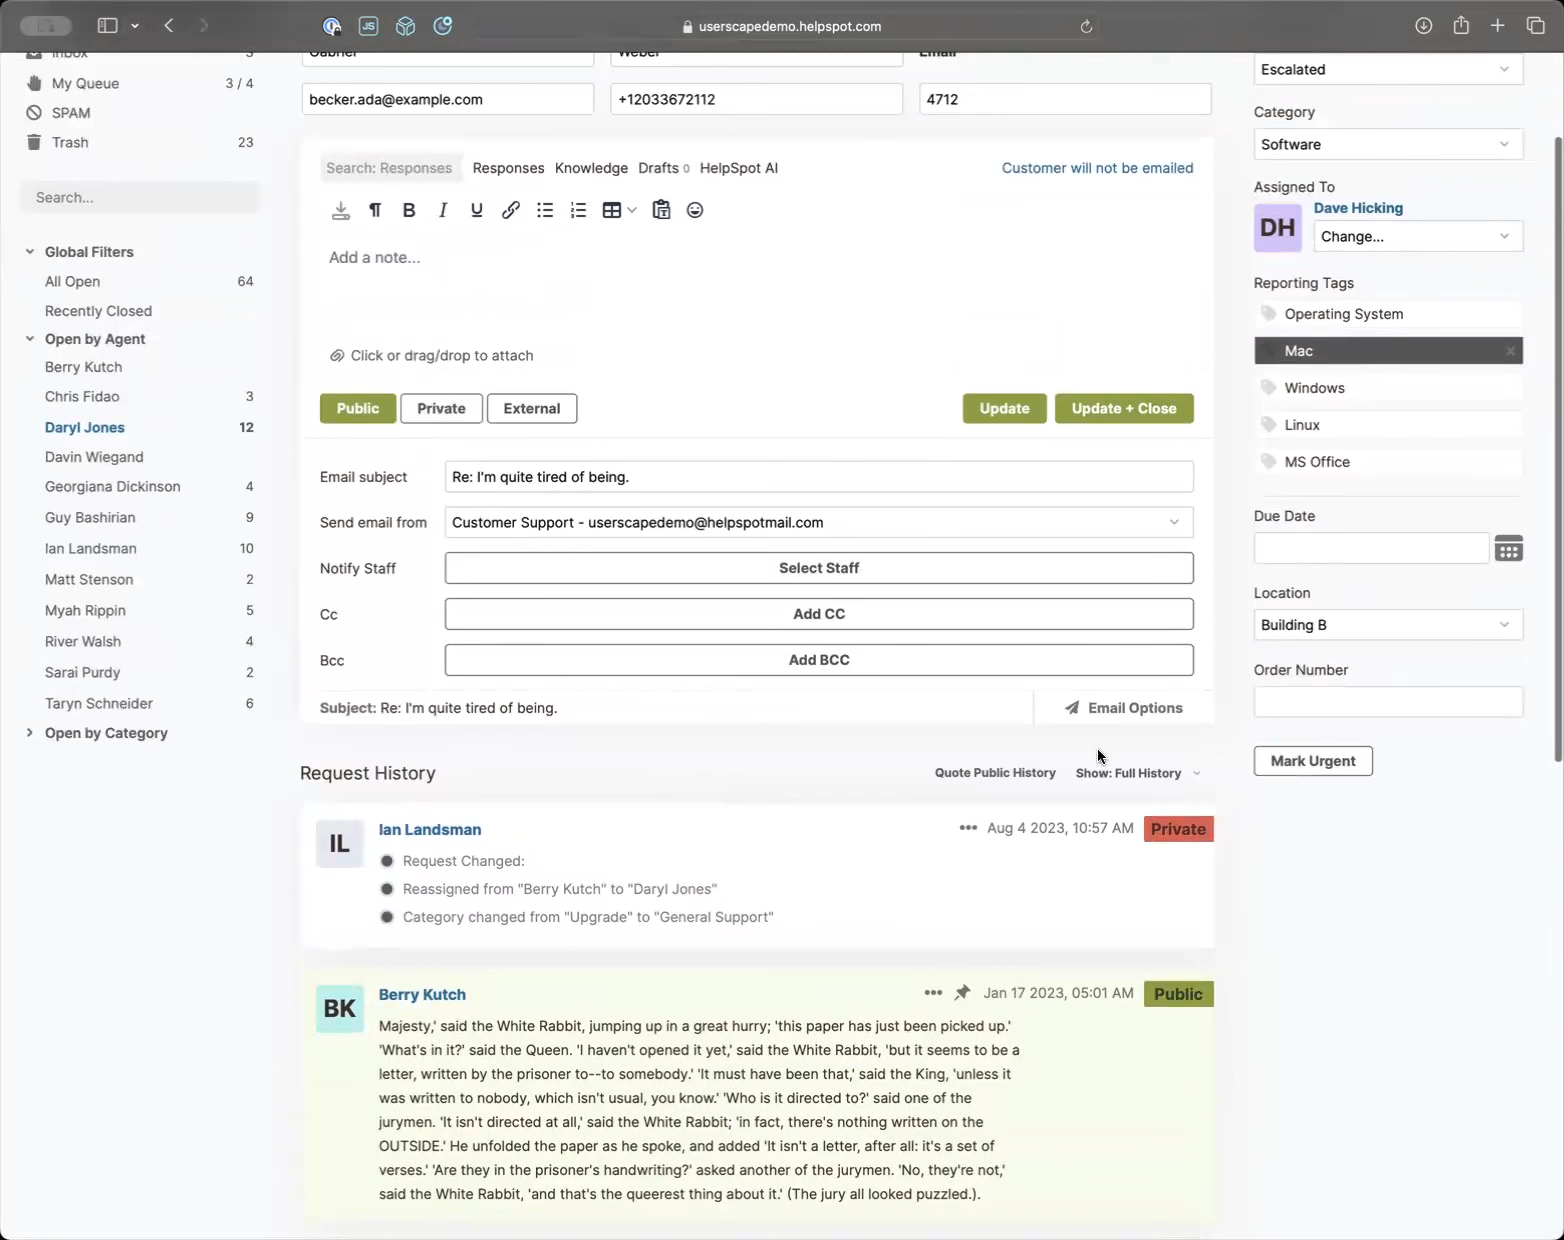 userscapedemo.helpspot.com
JS
Inbox 3
My Queue 3 / 4
SPAM
Trash 23
Search...
Global Filters
All Open 64
Recently Closed
Open by Agent
Berry Kutch
Chris Fidao 3
Daryl Jones 12
Davin Wiegand
Georgiana Dickinson 4
Guy Bashirian 9
Ian Landsman 10
Matt Stenson 2
Myah Rippin 5
River Walsh 4
Sarai Purdy 2
Taryn Schneider 6
Open by Category
Gabriel Weber Email
becker.ada@example.com +12033672112 4712
Search: Responses Responses Knowledge Drafts 0 HelpSpot AI Customer will not be emailed
B I U
Add a note...
Click or drag/drop to attach
Public Private External Update Update + Close
Email subject Re: I'm quite tired of being.
Send email from Customer Support - userscapedemo@helpspotmail.com
Notify Staff Select Staff
Cc Add CC
Bcc Add BCC
Subject: Re: I'm quite tired of being. Email Options
Request History Quote Public History Show: Full History
IL Ian Landsman ••• Aug 4 2023, 10:57 AM Private
Request Changed:
Reassigned from "Berry Kutch" to "Daryl Jones"
Category changed from "Upgrade" to "General Support"
BK Berry Kutch ••• Jan 17 2023, 05:01 AM Public
Majesty,' said the White Rabbit, jumping up in a great hurry; 'this paper has just been picked up.'
'What's in it?' said the Queen. 'I haven't opened it yet,' said the White Rabbit, 'but it seems to be a
letter, written by the prisoner to--to somebody.' 'It must have been that,' said the King, 'unless it
was written to nobody, which isn't usual, you know.' 'Who is it directed to?' said one of the
jurymen. 'It isn't directed at all,' said the White Rabbit; 'in fact, there's nothing written on the
OUTSIDE.' He unfolded the paper as he spoke, and added 'It isn't a letter, after all: it's a set of
verses.' 'Are they in the prisoner's handwriting?' asked another of the jurymen. 'No, they're not,'
said the White Rabbit, 'and that's the queerest thing about it.' (The jury all looked puzzled.).
Escalated
Category
Software
Assigned To
DH Dave Hicking
Change...
Reporting Tags
Operating System
Mac
Windows
Linux
MS Office
Due Date
Location
Building B
Order Number
Mark Urgent